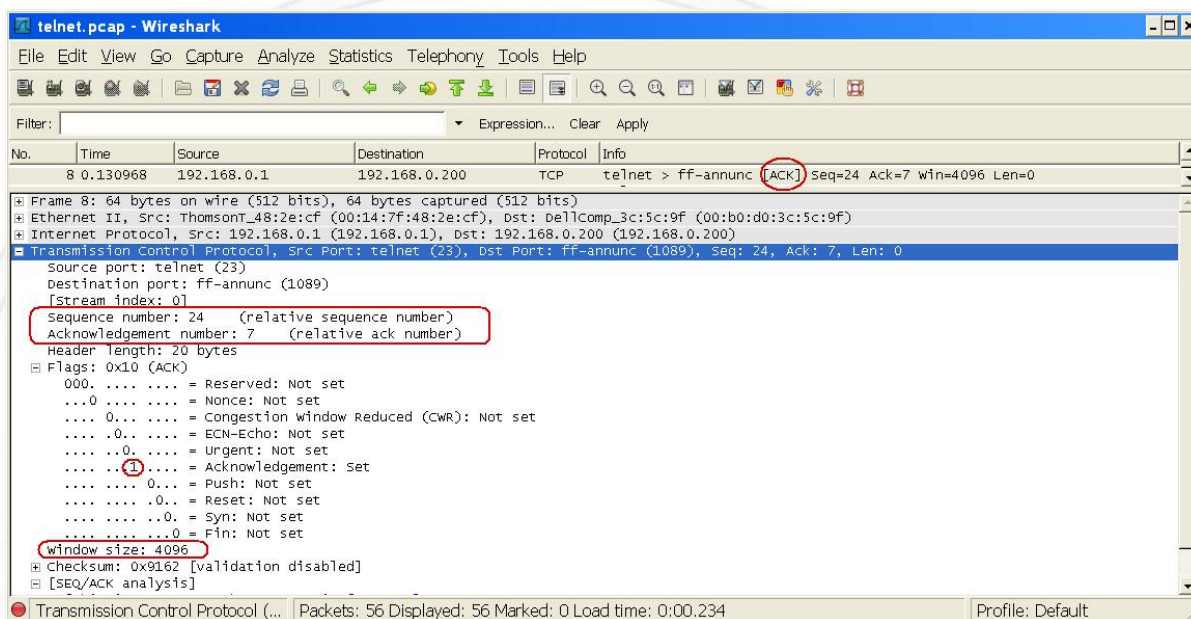 telnet.pcap - Wireshark
File Edit View Go Capture Analyze Statistics Telephony Tools Help
Filter: Expression... Clear Apply
No. Time Source Destination Protocol Info
8 0.130968 192.168.0.1 192.168.0.200 TCP telnet > ff-annunc [ACK] Seq=24 Ack=7 Win=4096 Len=0
Frame 8: 64 bytes on wire (512 bits), 64 bytes captured (512 bits)
Ethernet II, Src: ThomsonT_48:2e:cf (00:14:7f:48:2e:cf), Dst: DellComp_3c:5c:9f (00:b0:d0:3c:5c:9f)
Internet Protocol, Src: 192.168.0.1 (192.168.0.1), Dst: 192.168.0.200 (192.168.0.200)
Transmission Control Protocol, Src Port: telnet (23), Dst Port: ff-annunc (1089), Seq: 24, Ack: 7, Len: 0
Source port: telnet (23)
Destination port: ff-annunc (1089)
[Stream index: 0]
Sequence number: 24 (relative sequence number)
Acknowledgement number: 7 (relative ack number)
Header length: 20 bytes
Flags: 0x10 (ACK)
000. .... .... = Reserved: Not set
...0 .... .... = Nonce: Not set
.... 0... .... = Congestion Window Reduced (CWR): Not set
.... .0.. .... = ECN-Echo: Not set
.... ..0. .... = Urgent: Not set
.... ...1 .... = Acknowledgement: Set
.... .... 0... = Push: Not set
.... .... .0.. = Reset: Not set
.... .... ..0. = Syn: Not set
.... .... ...0 = Fin: Not set
Window size: 4096
Checksum: 0x9162 [validation disabled]
[SEQ/ACK analysis]
Transmission Control Protocol (... Packets: 56 Displayed: 56 Marked: 0 Load time: 0:00.234 Profile: Default